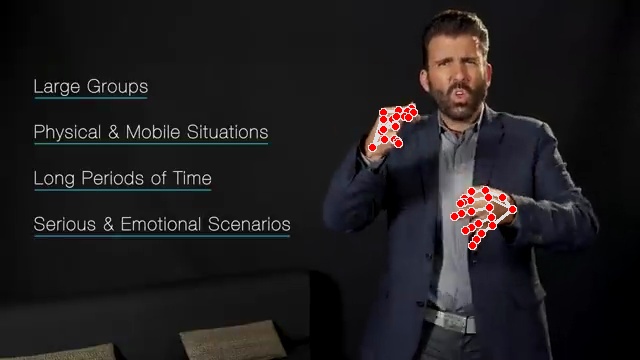 Large Groups
Physical & Mobile Situations
Long Periods of Time
Serious & Emotional Scenarios